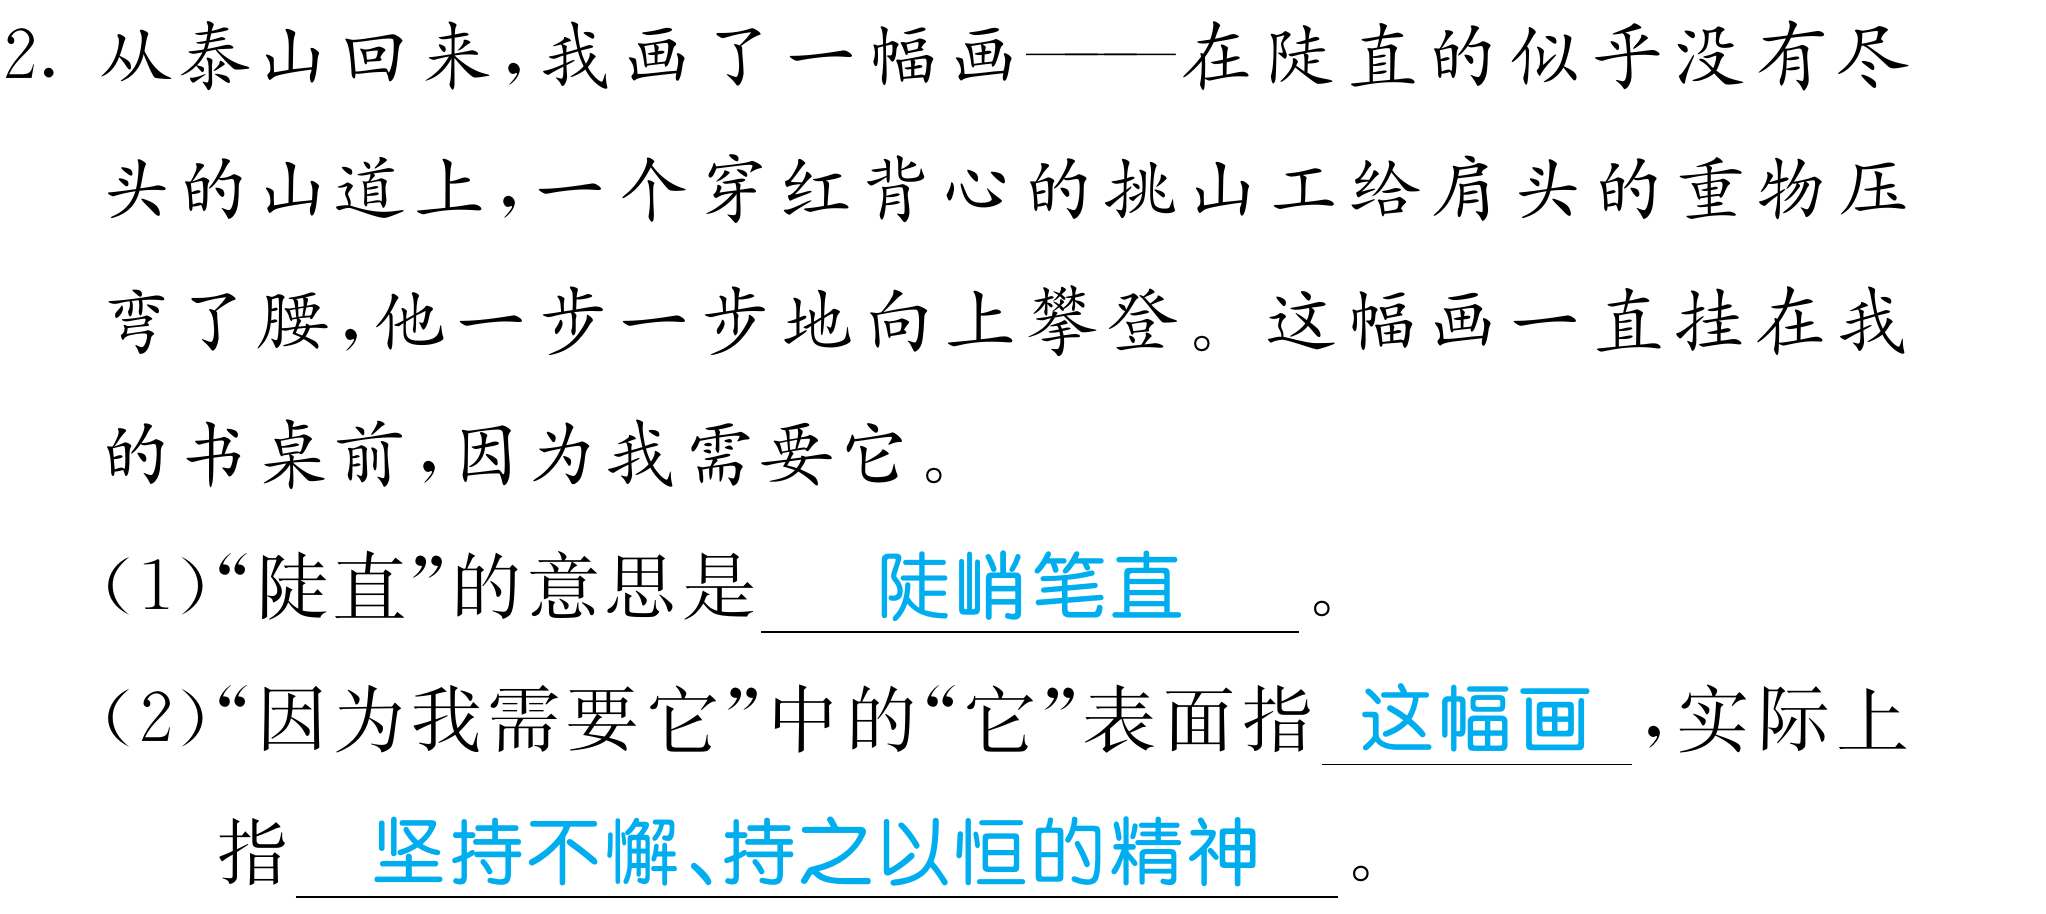 2. 从泰山回来,我画了一幅画——在陡直的似乎没有尽
头的山道上,一个穿红背心的挑山工给肩头的重物压
弯了腰,他一步一步地向上攀登。这幅画一直挂在我
的书桌前,因为我需要它。
(1)“陡直”的意思是 陡峭笔直 。
(2)“因为我需要它”中的“它”表面指 这幅画 ,实际上
指 坚持不懈、持之以恒的精神 。